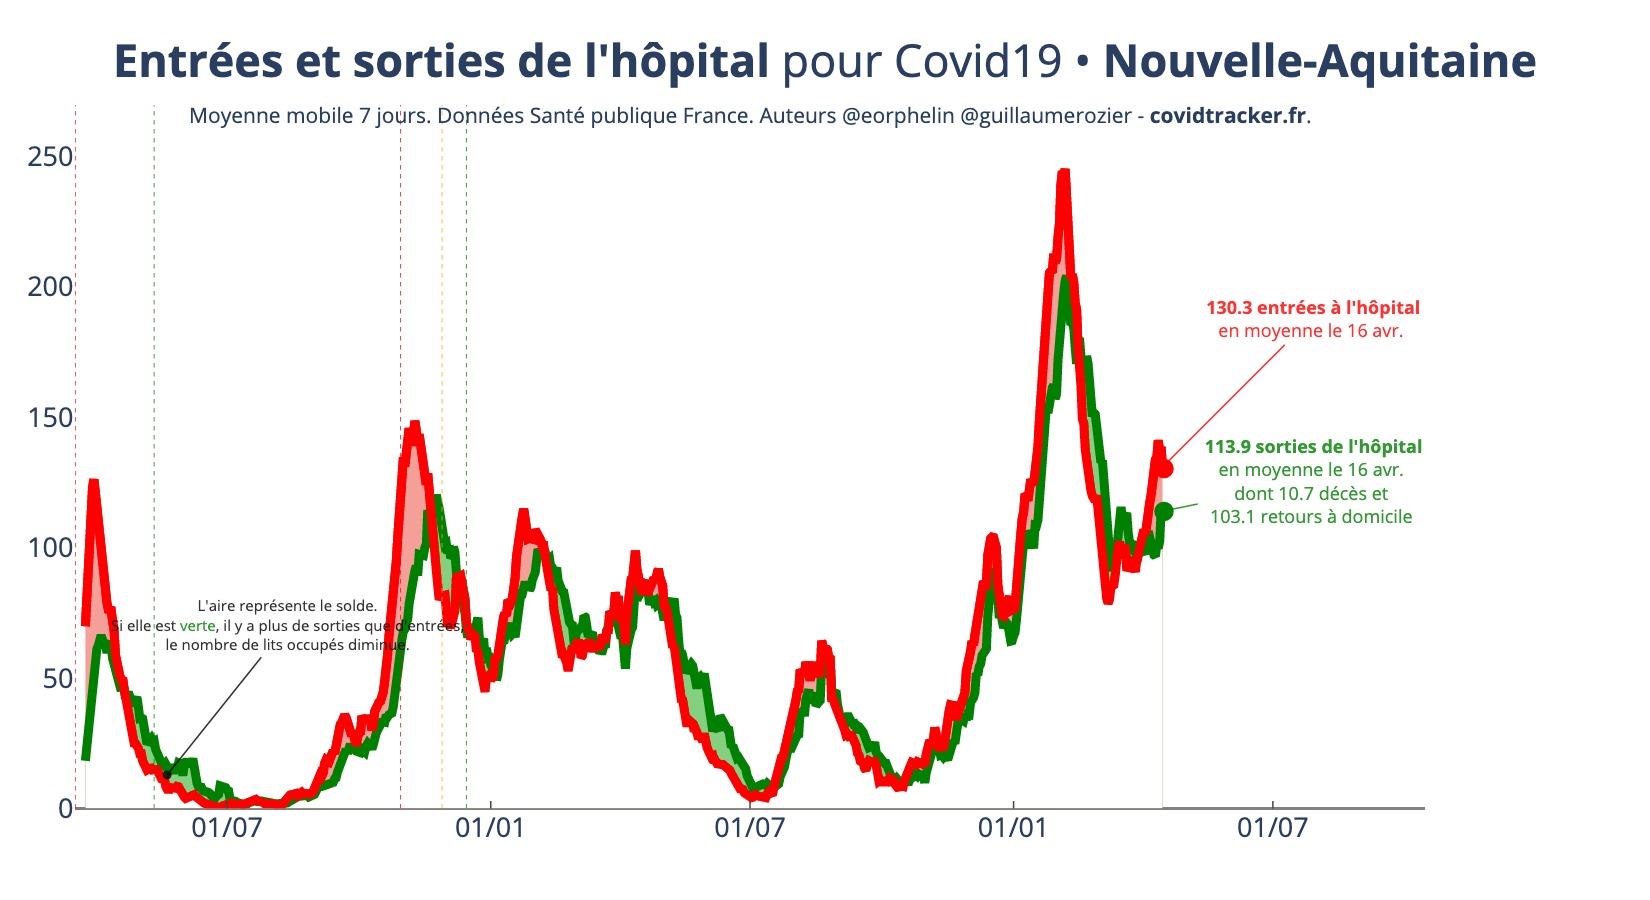 Entrées et sorties de l'hôpital pour Covid19 • Nouvelle-Aquitaine
Moyenne mobile 7 jours. Données Santé publique France. Auteurs @eorphelin @guillaumerozier - covidtracker.fr.
250
200
150
100
50
0
130.3 entrées à l'hôpital
en moyenne le 16 avr.
113.9 sorties de l'hôpital
en moyenne le 16 avr.
dont 10.7 décès et
103.1 retours à domicile
L'aire représente le solde.
Si elle est verte, il y a plus de sorties que d'entrées,
le nombre de lits occupés diminue.
01/07 01/01 01/07 01/01 01/07